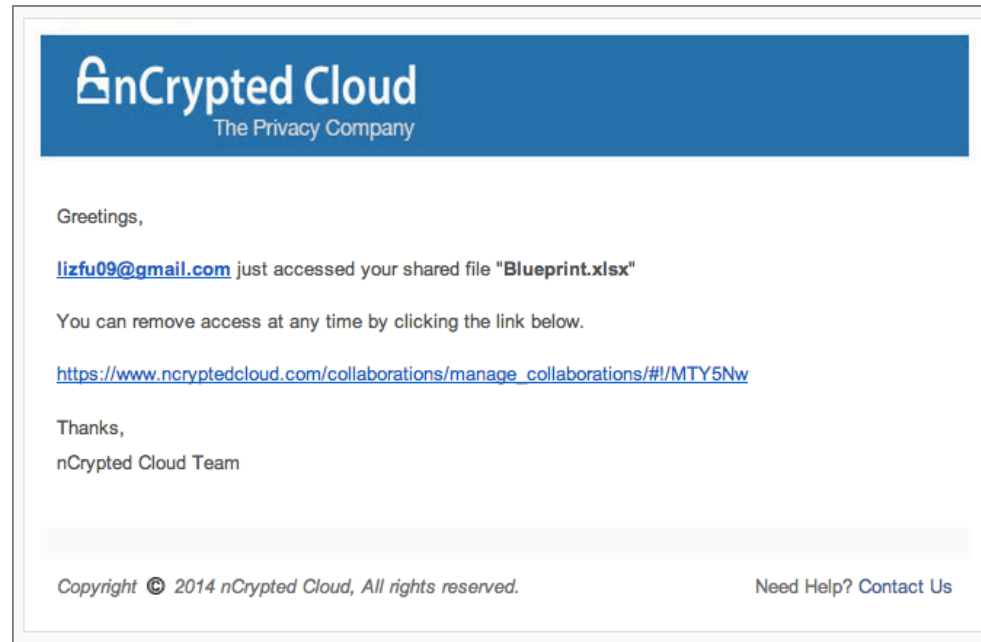 nCrypted Cloud
The Privacy Company
Greetings,
lizfu09@gmail.com just accessed your shared file "Blueprint.xlsx"
You can remove access at any time by clicking the link below.
https://www.ncryptedcloud.com/collaborations/manage_collaborations/#!/MTY5Nw
Thanks,
nCrypted Cloud Team
Copyright © 2014 nCrypted Cloud, All rights reserved. Need Help? Contact Us